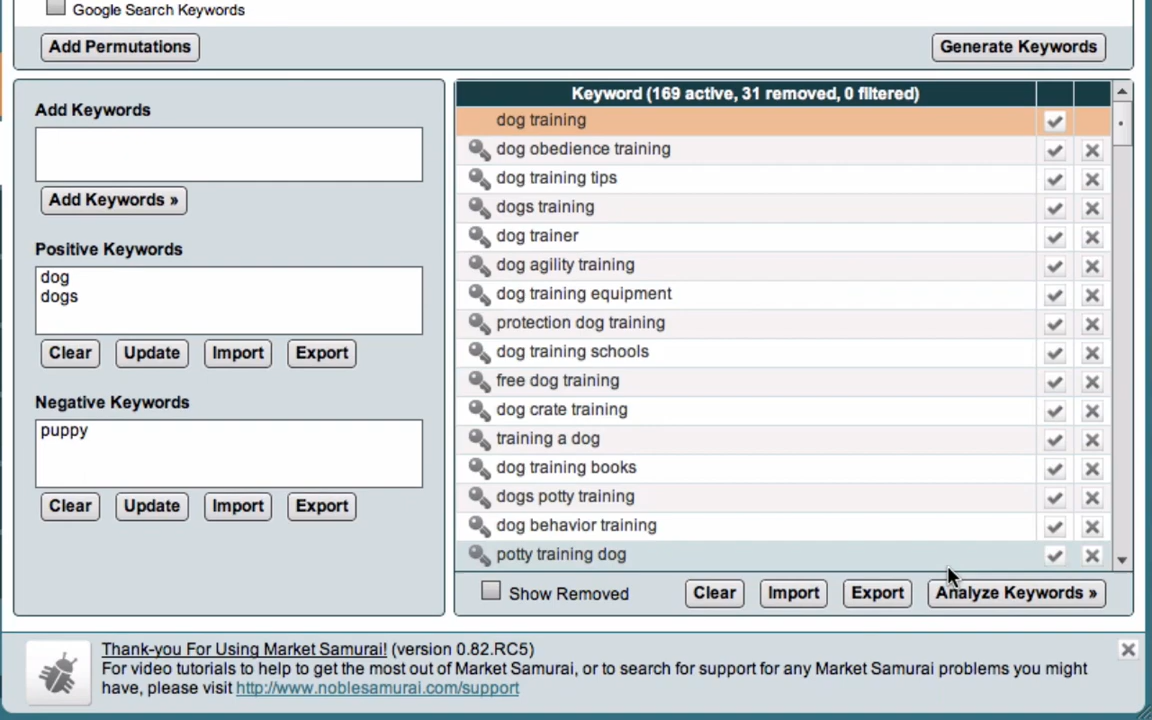 Google Search Keywords
Add Permutations
Generate Keywords
Add Keywords
Add Keywords »
Positive Keywords
dog
dogs
Clear Update Import Export
Negative Keywords
puppy
Clear Update Import Export
Keyword (169 active, 31 removed, 0 filtered)
dog training
dog obedience training
dog training tips
dogs training
dog trainer
dog agility training
dog training equipment
protection dog training
dog training schools
free dog training
dog crate training
training a dog
dog training books
dogs potty training
dog behavior training
potty training dog
Show Removed Clear Import Export Analyze Keywords »
Thank-you For Using Market Samurai! (version 0.82.RC5)
For video tutorials to help to get the most out of Market Samurai, or to search for support for any Market Samurai problems you might
have, please visit http://www.noblesamurai.com/support